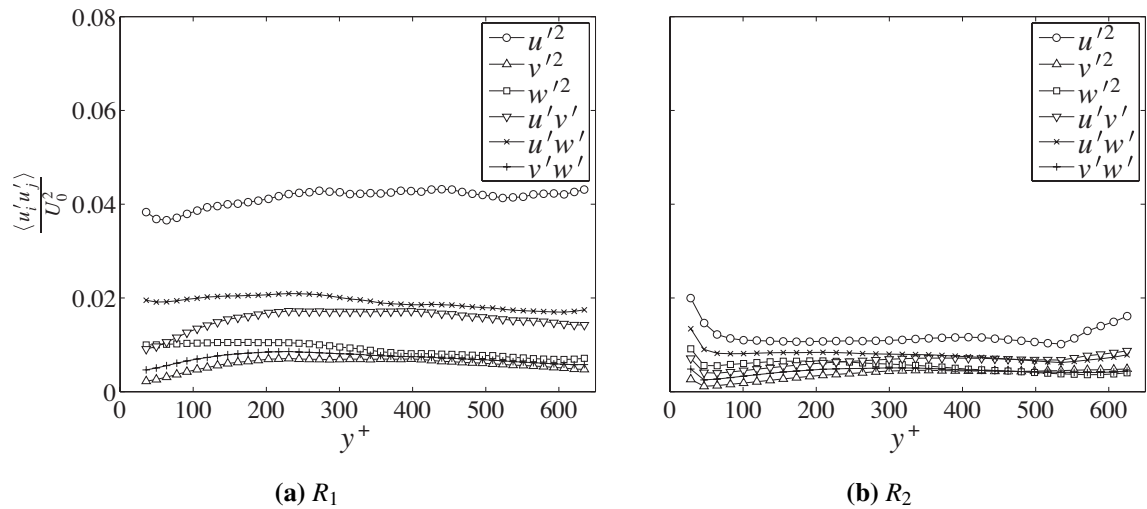 0.08
0.06
0.04
0.02
0
⟨u′ᵢu′ⱼ⟩/U₀²
u′²
v′²
w′²
u′v′
u′w′
v′w′
0 100 200 300 400 500 600
y⁺
(a) R₁
u′²
v′²
w′²
u′v′
u′w′
v′w′
0 100 200 300 400 500 600
y⁺
(b) R₂